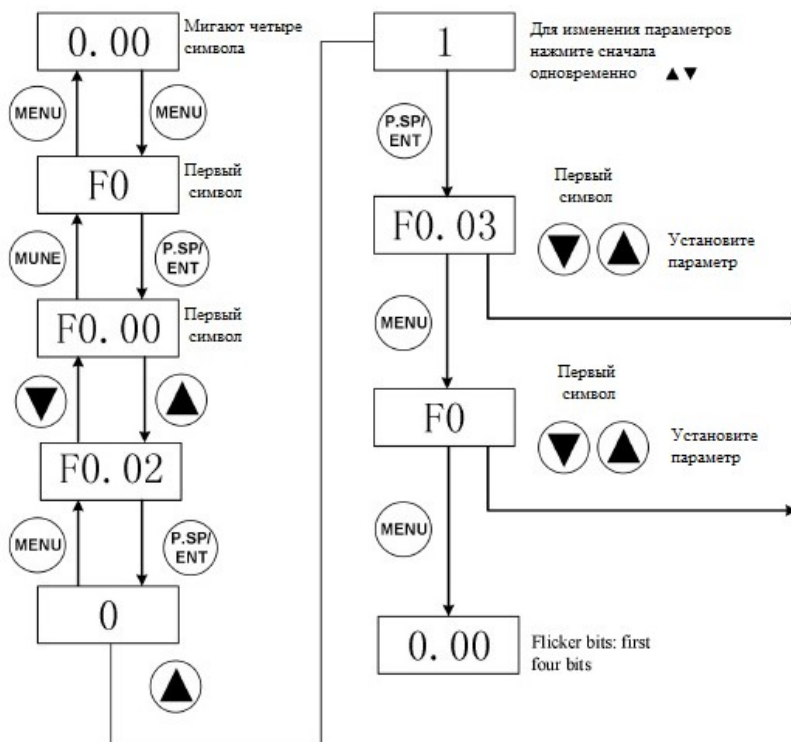 0.00
Мигают четыре
символа
MENU
MENU
F0
Первый
символ
MUNE
P.SP/
ENT
F0.00
Первый
символ
▼
▲
F0.02
MENU
P.SP/
ENT
0
▲
1
Для изменения параметров
нажмите сначала
одновременно ▲▼
P.SP/
ENT
F0.03
Первый
символ
▼ ▲
Установите
параметр
MENU
F0
Первый
символ
▼ ▲
Установите
параметр
MENU
0.00
Flicker bits: first
four bits